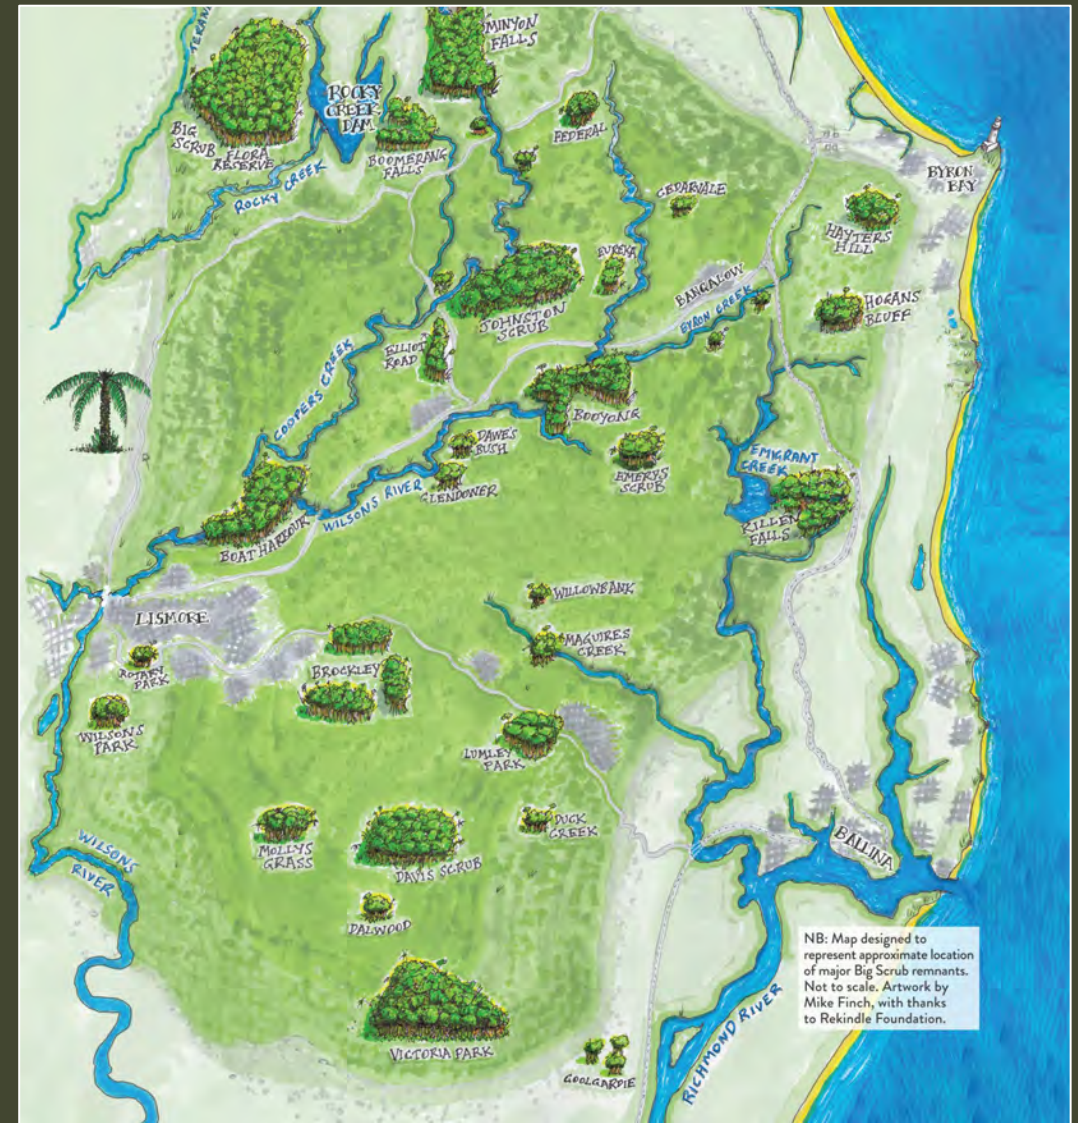 TERANIA
MINYON
FALLS
ROCKY
CREEK
DAM
BIG
SCRUB FLORA
RESERVE
BOOMERANG
FALLS
FEDERAL
ROCKY CREEK
BYRON
BAY
CEDARVALE
HAYTERS
HILL
EUREKA
BANGALOW
JOHNSTON
SCRUB
BYRON CREEK
HOGANS
BLUFF
ELLIOT
ROAD
COOPERS CREEK
BOOYONG
DAWE'S
BUSH
EMERYS
SCRUB
EMIGRANT
CREEK
GLENDOWER
WILSONS RIVER
BOAT HARBOUR
KILLEN
FALLS
WILLOWBANK
LISMORE
MAGUIRES
CREEK
ROTARY
PARK
BROCKLEY
WILSONS
PARK
LUMLEY
PARK
DUCK
CREEK
MOLLYS
GRASS
DAVIS SCRUB
WILSONS
RIVER
BALLINA
DALWOOD
NB: Map designed to
represent approximate location
of major Big Scrub remnants.
Not to scale. Artwork by
Mike Finch, with thanks
to Rekindle Foundation.
VICTORIA PARK
GOOLGARDIE
RICHMOND RIVER